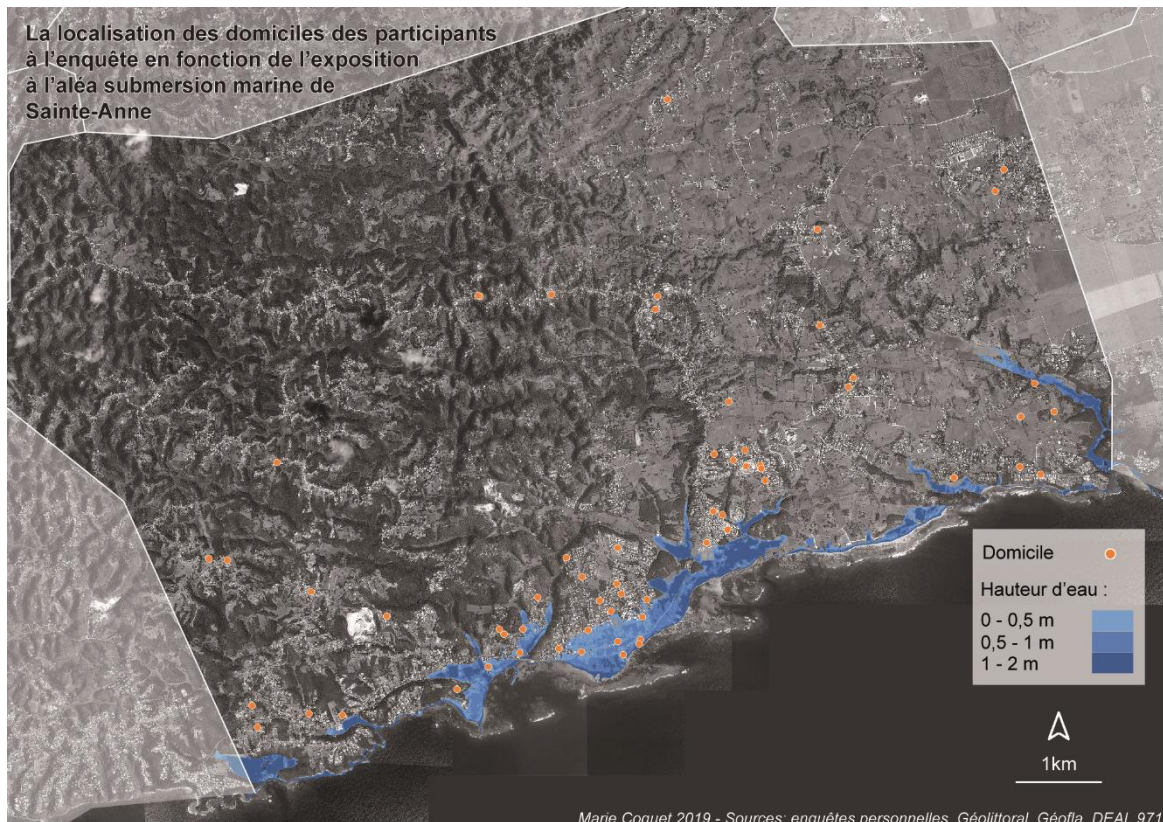 La localisation des domiciles des participants
à l'enquête en fonction de l'exposition
à l'aléa submersion marine de
Sainte-Anne
Domicile
Hauteur d'eau :
0 - 0,5 m
0,5 - 1 m
1 - 2 m
1km
Marie Coquet 2019 - Sources: enquêtes personnelles, Géolittoral, Géofla, DEAL 971